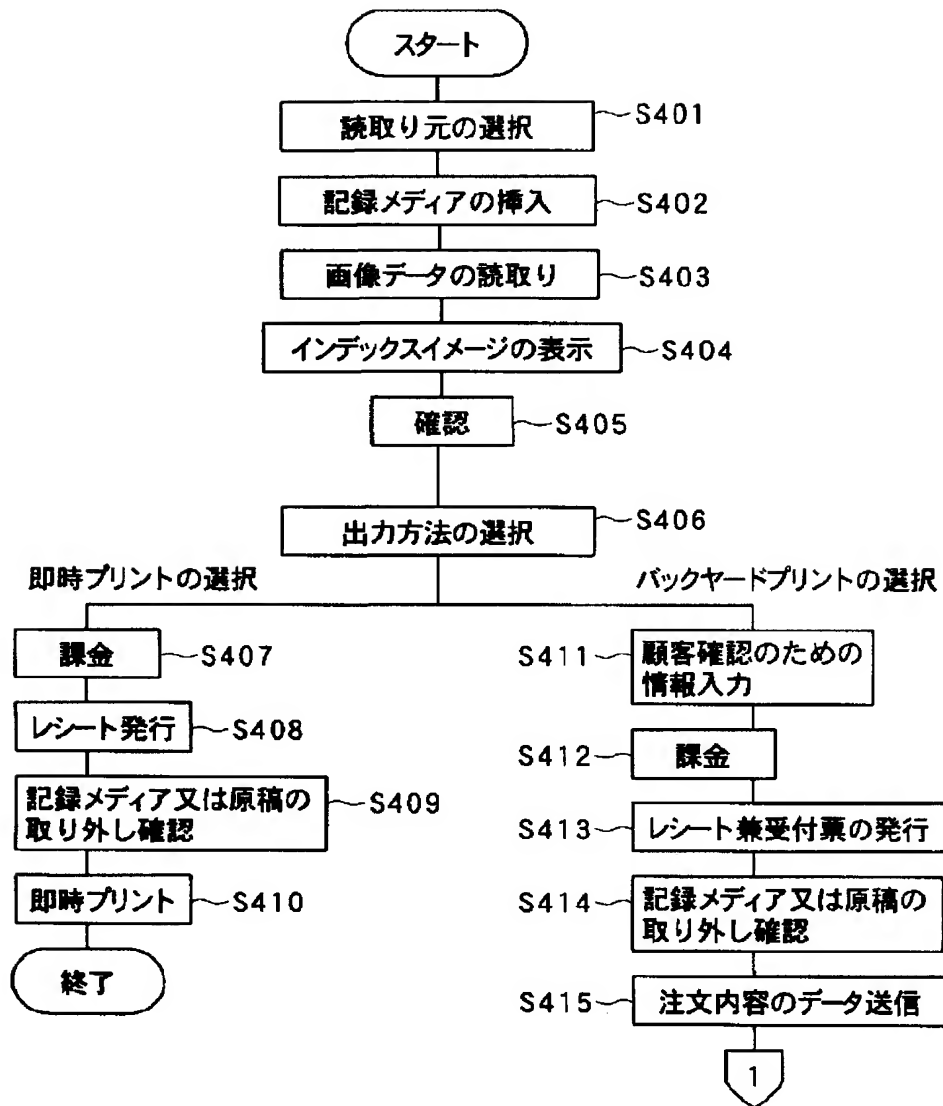 スタート
読取り元の選択
S401
記録メディアの挿入
S402
画像データの読取り
S403
インデックスイメージの表示
S404
確認
S405
出力方法の選択
S406
即時プリントの選択
課金
S407
レシート発行
S408
記録メディア又は原稿の
取り外し確認
S409
即時プリント
S410
終了
バックヤードプリントの選択
S411
顧客確認のための
情報入力
S412
課金
S413
レシート兼受付票の発行
S414
記録メディア又は原稿の
取り外し確認
S415
注文内容のデータ送信
1